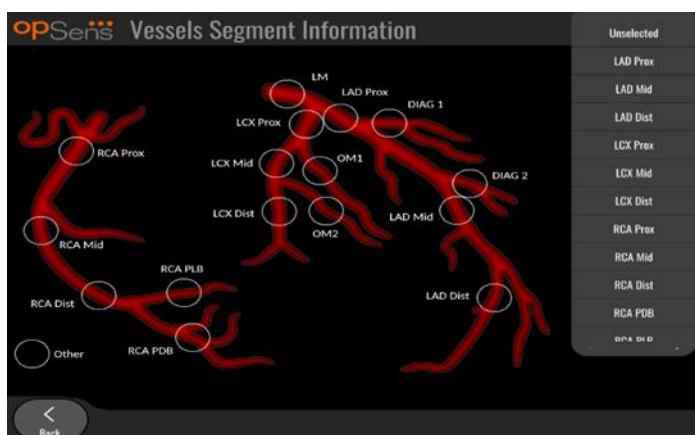 opSens Vessels Segment Information
LM
LAD Prox
DIAG 1
LCX Prox
RCA Prox
OM1
LCX Mid
DIAG 2
LCX Dist
LAD Mid
OM2
RCA Mid
RCA PLB
RCA Dist
LAD Dist
RCA PDB
Other
Back
Unselected
LAD Prox
LAD Mid
LAD Dist
LCX Prox
LCX Mid
LCX Dist
RCA Prox
RCA Mid
RCA Dist
RCA PDB
RCA PLB